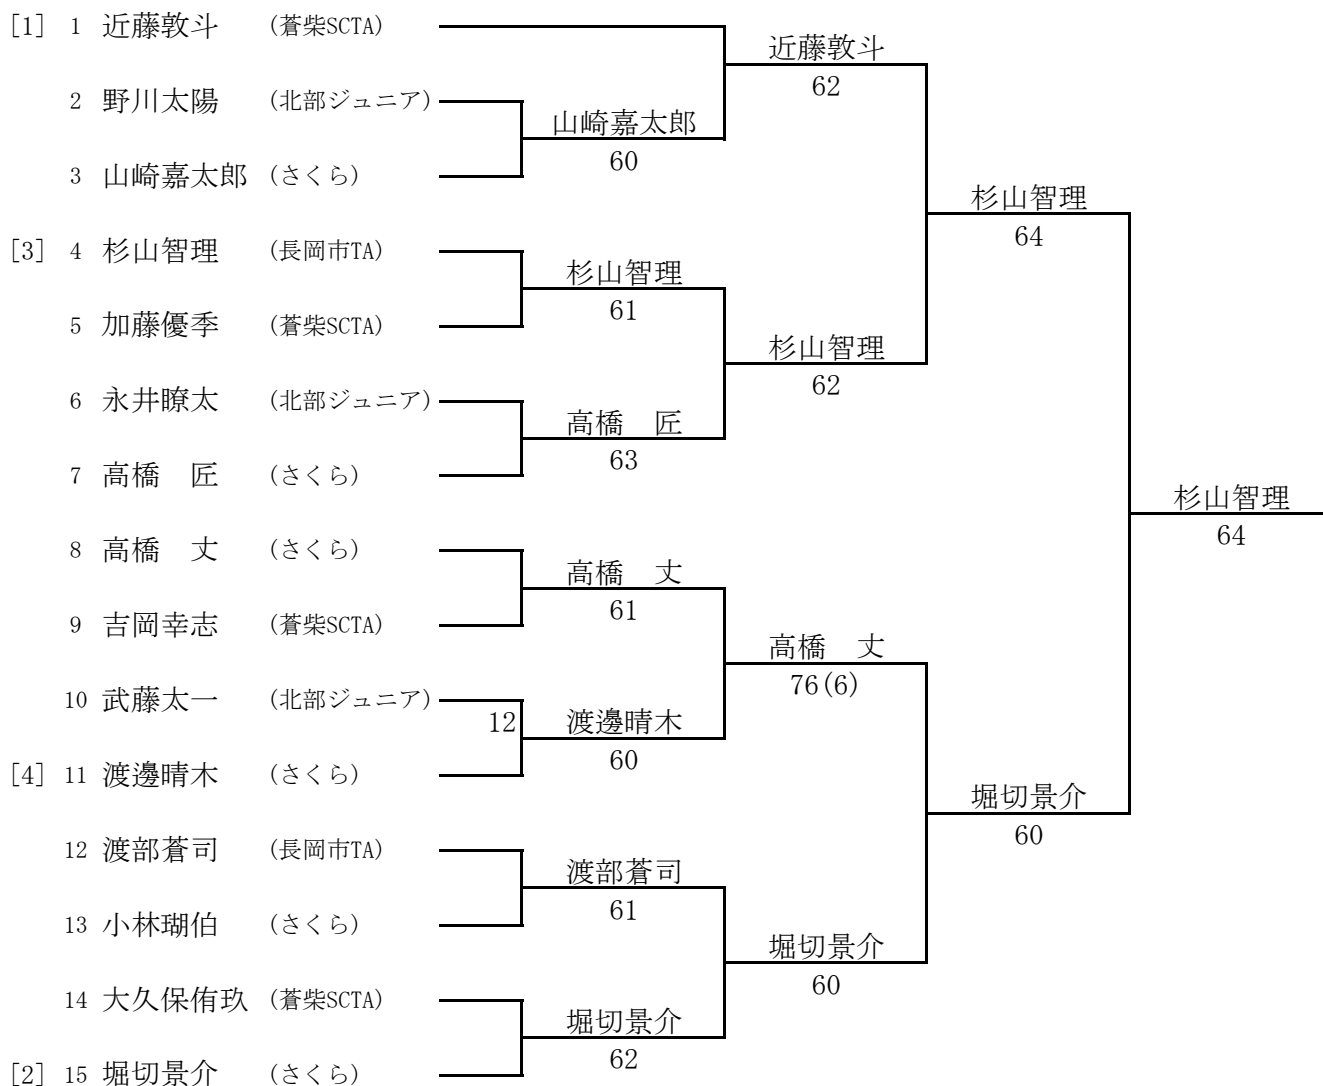 [1] 1 近藤敦斗 (蒼柴SCTA)
近藤敦斗
62
2 野川太陽 (北部ジュニア)
山崎嘉太郎
60
3 山崎嘉太郎 (さくら)
杉山智理
64
[3] 4 杉山智理 (長岡市TA)
杉山智理
61
5 加藤優季 (蒼柴SCTA)
杉山智理
62
6 永井瞭太 (北部ジュニア)
高橋　匠
63
7 高橋　匠 (さくら)
杉山智理
64
8 高橋　丈 (さくら)
高橋　丈
61
9 吉岡幸志 (蒼柴SCTA)
高橋　丈
76(6)
10 武藤太一 (北部ジュニア)
12 渡邊晴木
60
[4] 11 渡邊晴木 (さくら)
堀切景介
60
12 渡部蒼司 (長岡市TA)
渡部蒼司
61
13 小林瑚伯 (さくら)
堀切景介
60
14 大久保侑玖 (蒼柴SCTA)
堀切景介
62
[2] 15 堀切景介 (さくら)